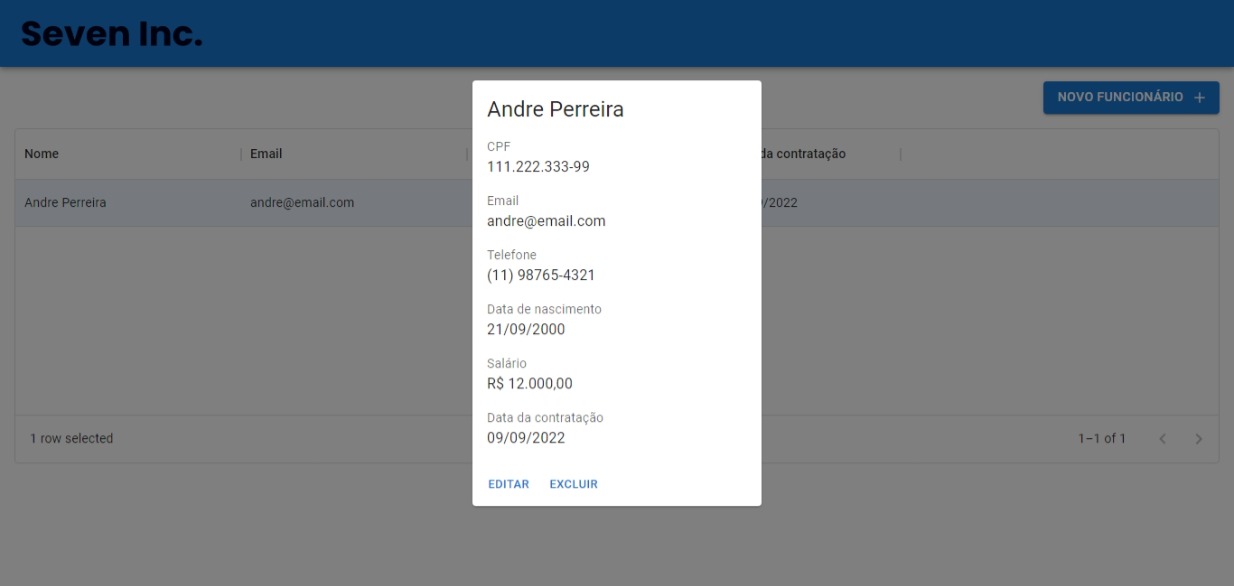 Seven Inc.
NOVO FUNCIONÁRIO +
Nome Email da contratação
Andre Perreira andre@email.com /2022
Andre Perreira
CPF
111.222.333-99
Email
andre@email.com
Telefone
(11) 98765-4321
Data de nascimento
21/09/2000
Salário
R$ 12.000,00
Data da contratação
09/09/2022
EDITAR EXCLUIR
1 row selected 1–1 of 1